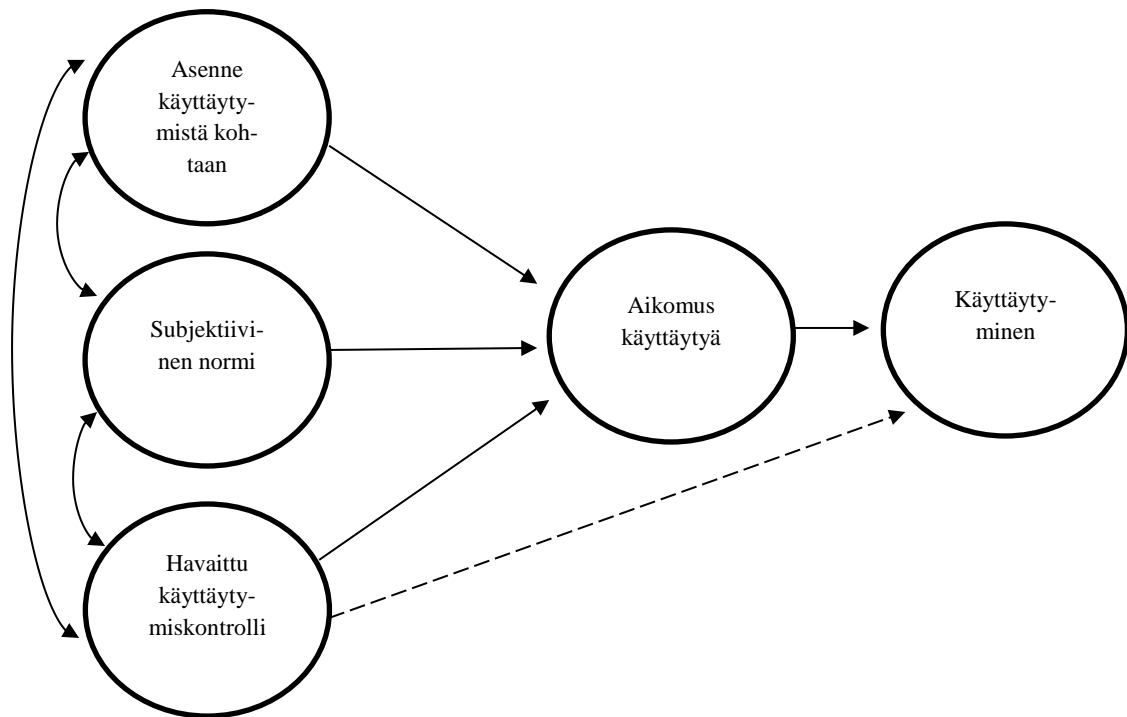 Asenne
käyttäyty-
mistä koh-
taan
Subjektiivi-
nen normi
Havaittu
käyttäyty-
miskontrolli
Aikomus
käyttäytyä
Käyttäyty-
minen